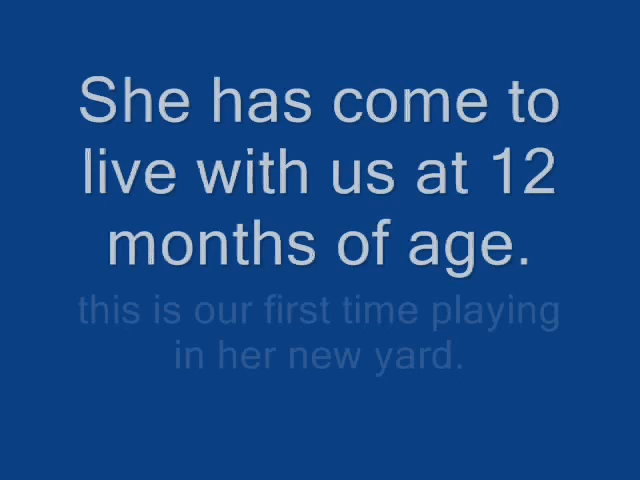 She has come to
live with us at 12
months of age.
this is our first time playing
in her new yard.